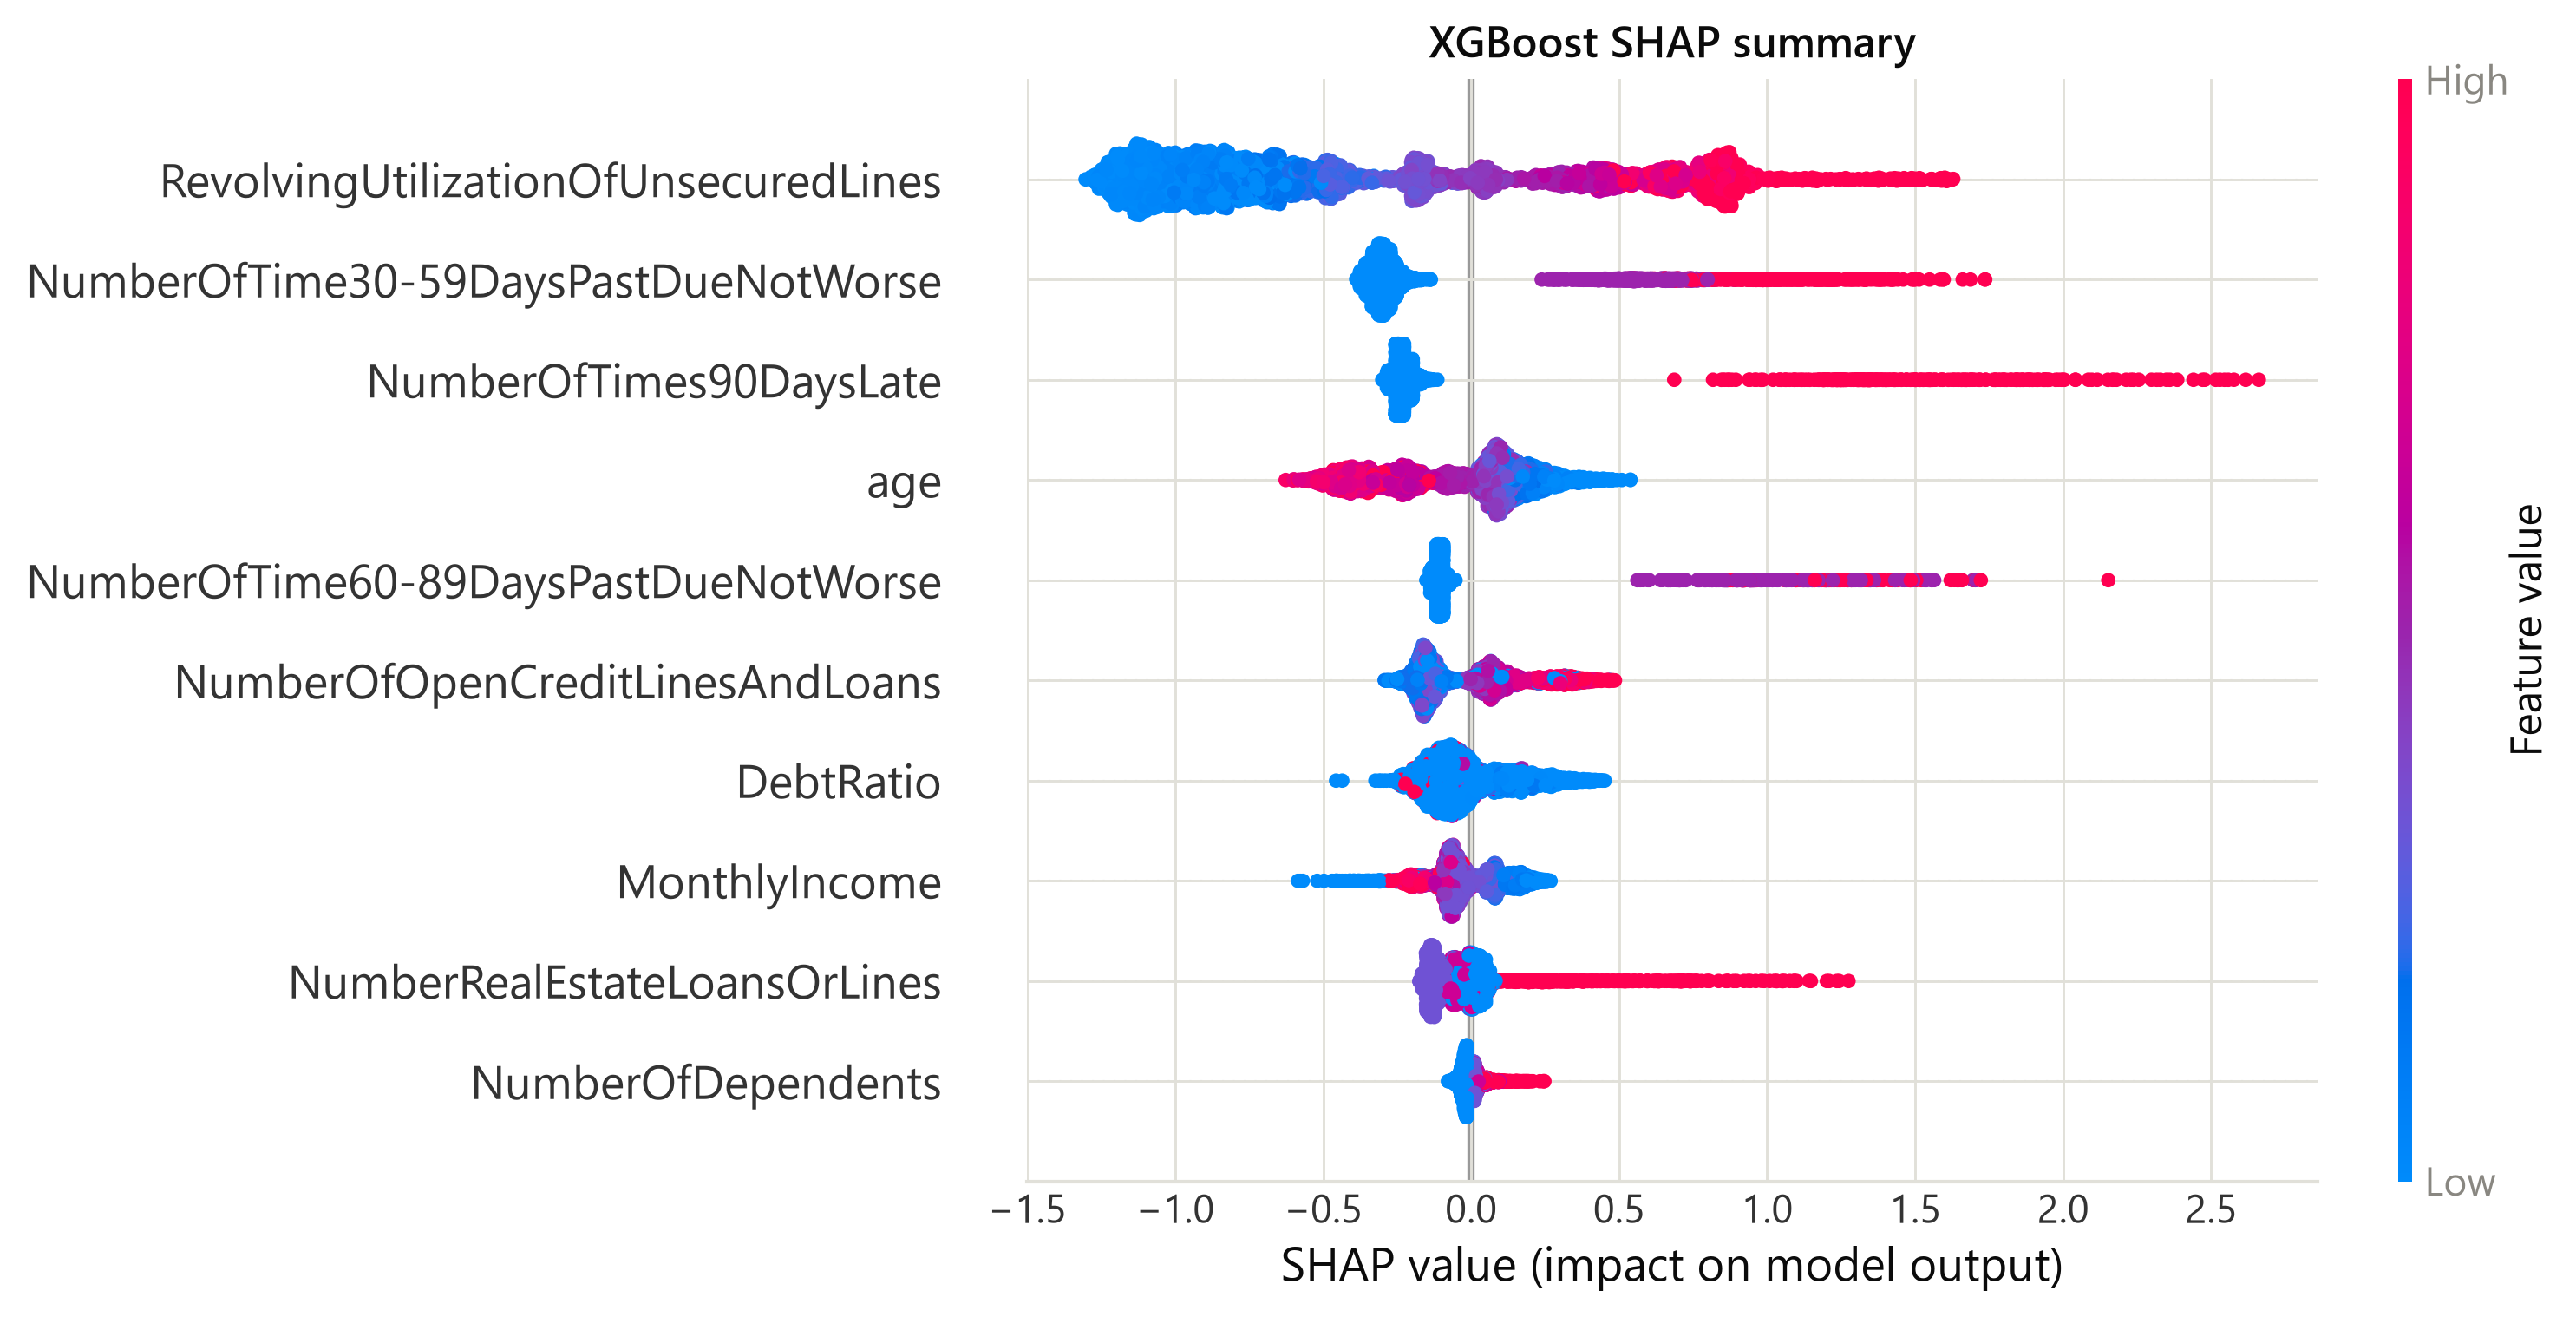 XGBoost SHAP summary
High
RevolvingUtilizationOfUnsecuredLines
NumberOfTime30-59DaysPastDueNotWorse
NumberOfTimes90DaysLate
age
NumberOfTime60-89DaysPastDueNotWorse
NumberOfOpenCreditLinesAndLoans
DebtRatio
MonthlyIncome
NumberRealEstateLoansOrLines
NumberOfDependents
Feature value
Low
−1.5 −1.0 −0.5 0.0 0.5 1.0 1.5 2.0 2.5
SHAP value (impact on model output)